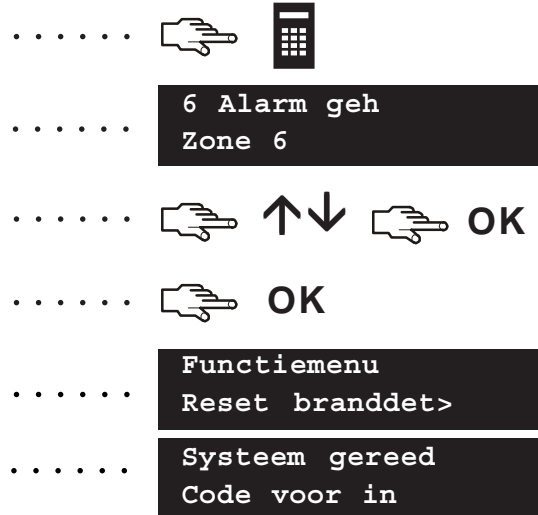 6 Alarm geh
Zone 6
OK
OK
Functiemenu
Reset branddet>
Systeem gereed
Code voor in